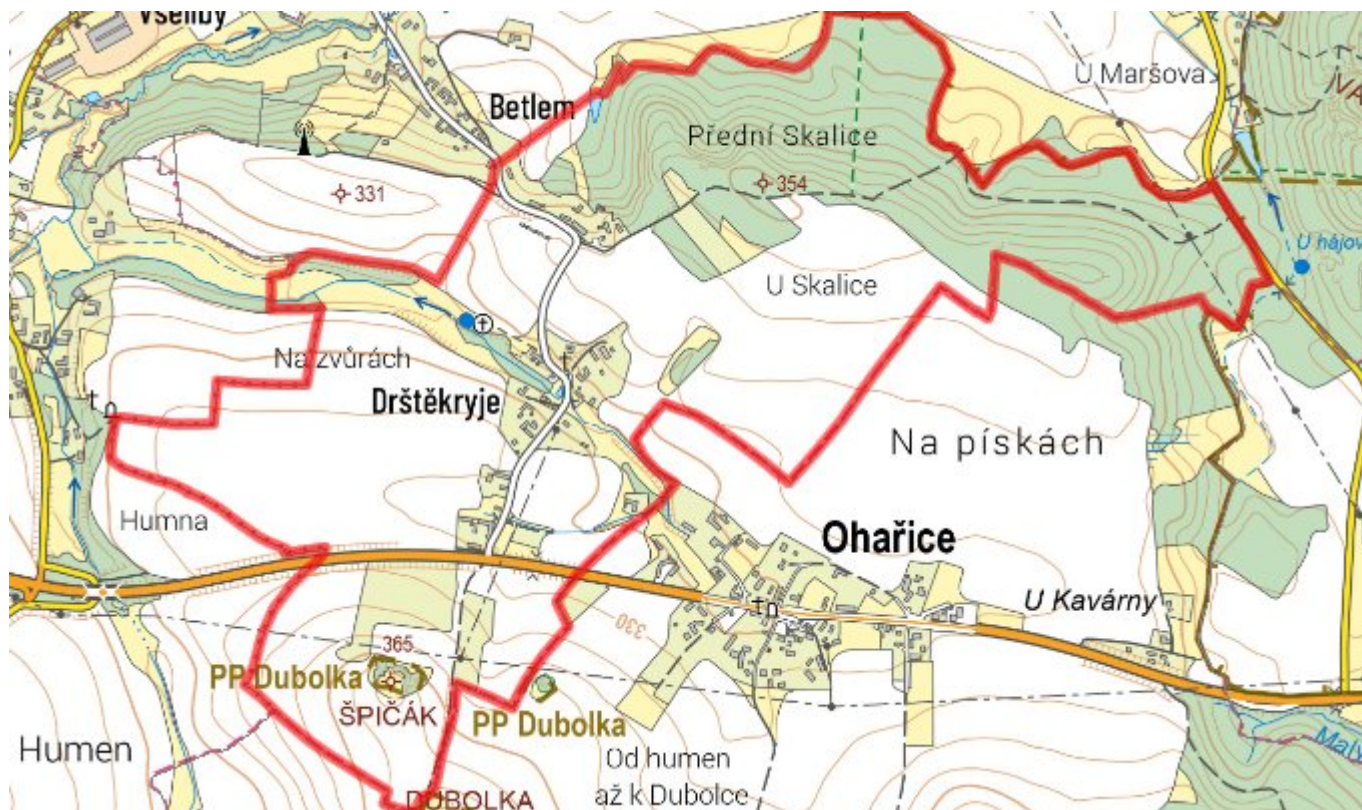 Všeliby
U Maršova
Betlem
Přední Skalice
354
331
U hájov
U Skalice
Na zvůrách
Drštěkryje
Na pískách
Humna
Ohařice
U Kavárny
330
365
PP Dubolka
ŠPIČÁK
PP Dubolka
Humen
Od humen
až k Dubolce
DUBOLKA
Malý